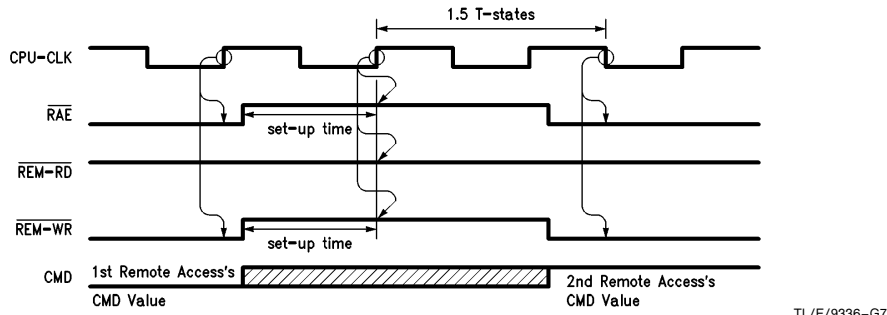 1.5 T-states
CPU-CLK
RAE
set-up time
REM-RD
REM-WR
set-up time
CMD
1st Remote Access's
CMD Value
2nd Remote Access's
CMD Value
TL/F/9336-G7